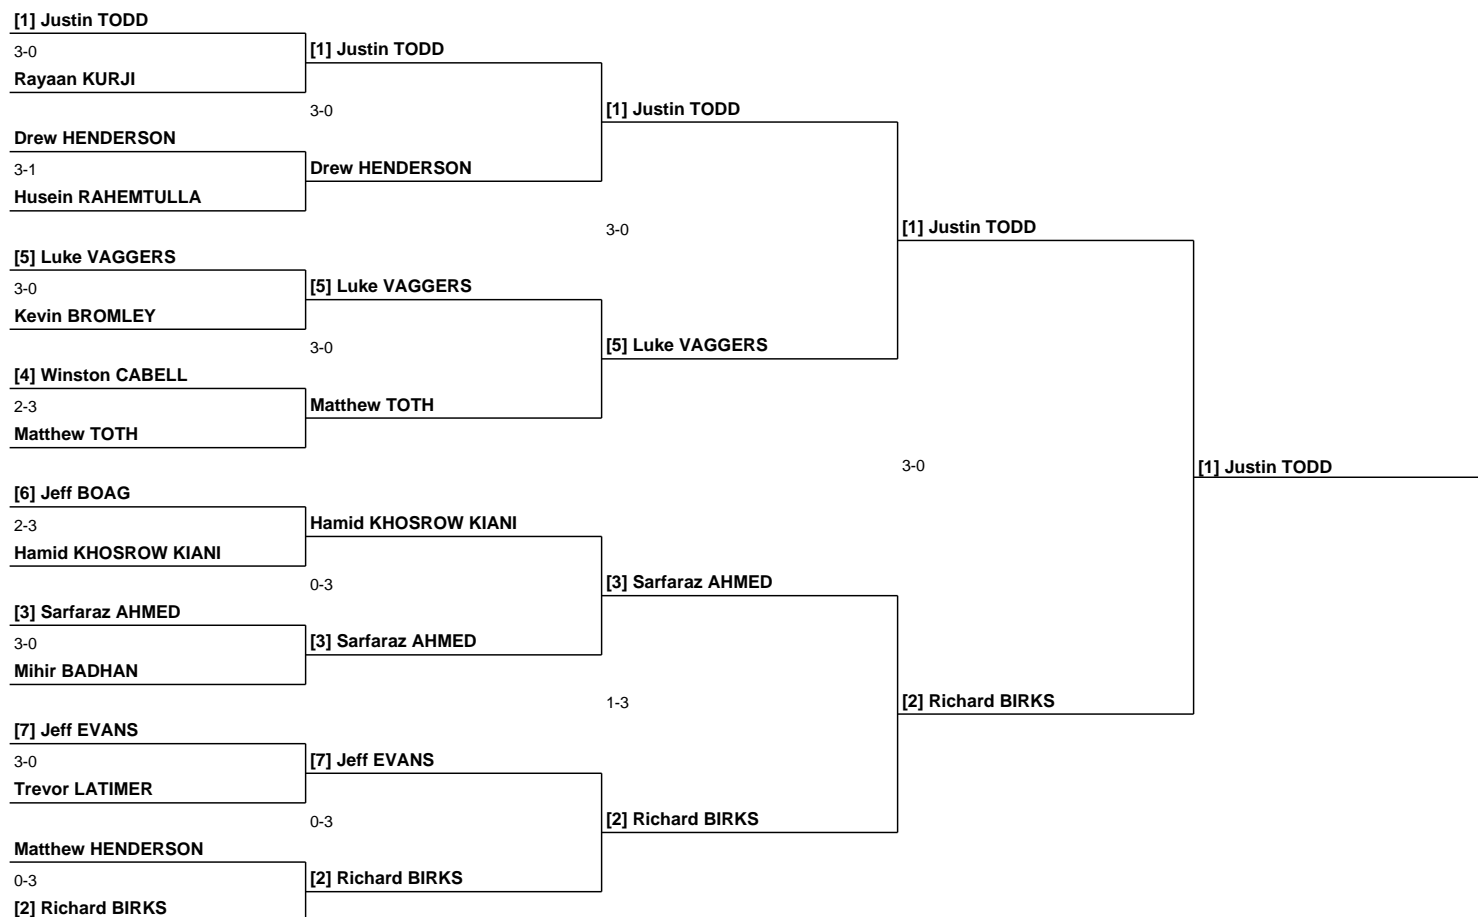 [1] Justin TODD
3-0
[1] Justin TODD
Rayaan KURJI
3-0
[1] Justin TODD
Drew HENDERSON
3-1
Drew HENDERSON
Husein RAHEMTULLA
3-0
[1] Justin TODD
[5] Luke VAGGERS
3-0
[5] Luke VAGGERS
Kevin BROMLEY
3-0
[5] Luke VAGGERS
[4] Winston CABELL
2-3
Matthew TOTH
Matthew TOTH
3-0
[1] Justin TODD
[6] Jeff BOAG
2-3
Hamid KHOSROW KIANI
Hamid KHOSROW KIANI
0-3
[3] Sarfaraz AHMED
[3] Sarfaraz AHMED
3-0
[3] Sarfaraz AHMED
Mihir BADHAN
1-3
[2] Richard BIRKS
[7] Jeff EVANS
3-0
[7] Jeff EVANS
Trevor LATIMER
0-3
[2] Richard BIRKS
Matthew HENDERSON
0-3
[2] Richard BIRKS
[2] Richard BIRKS